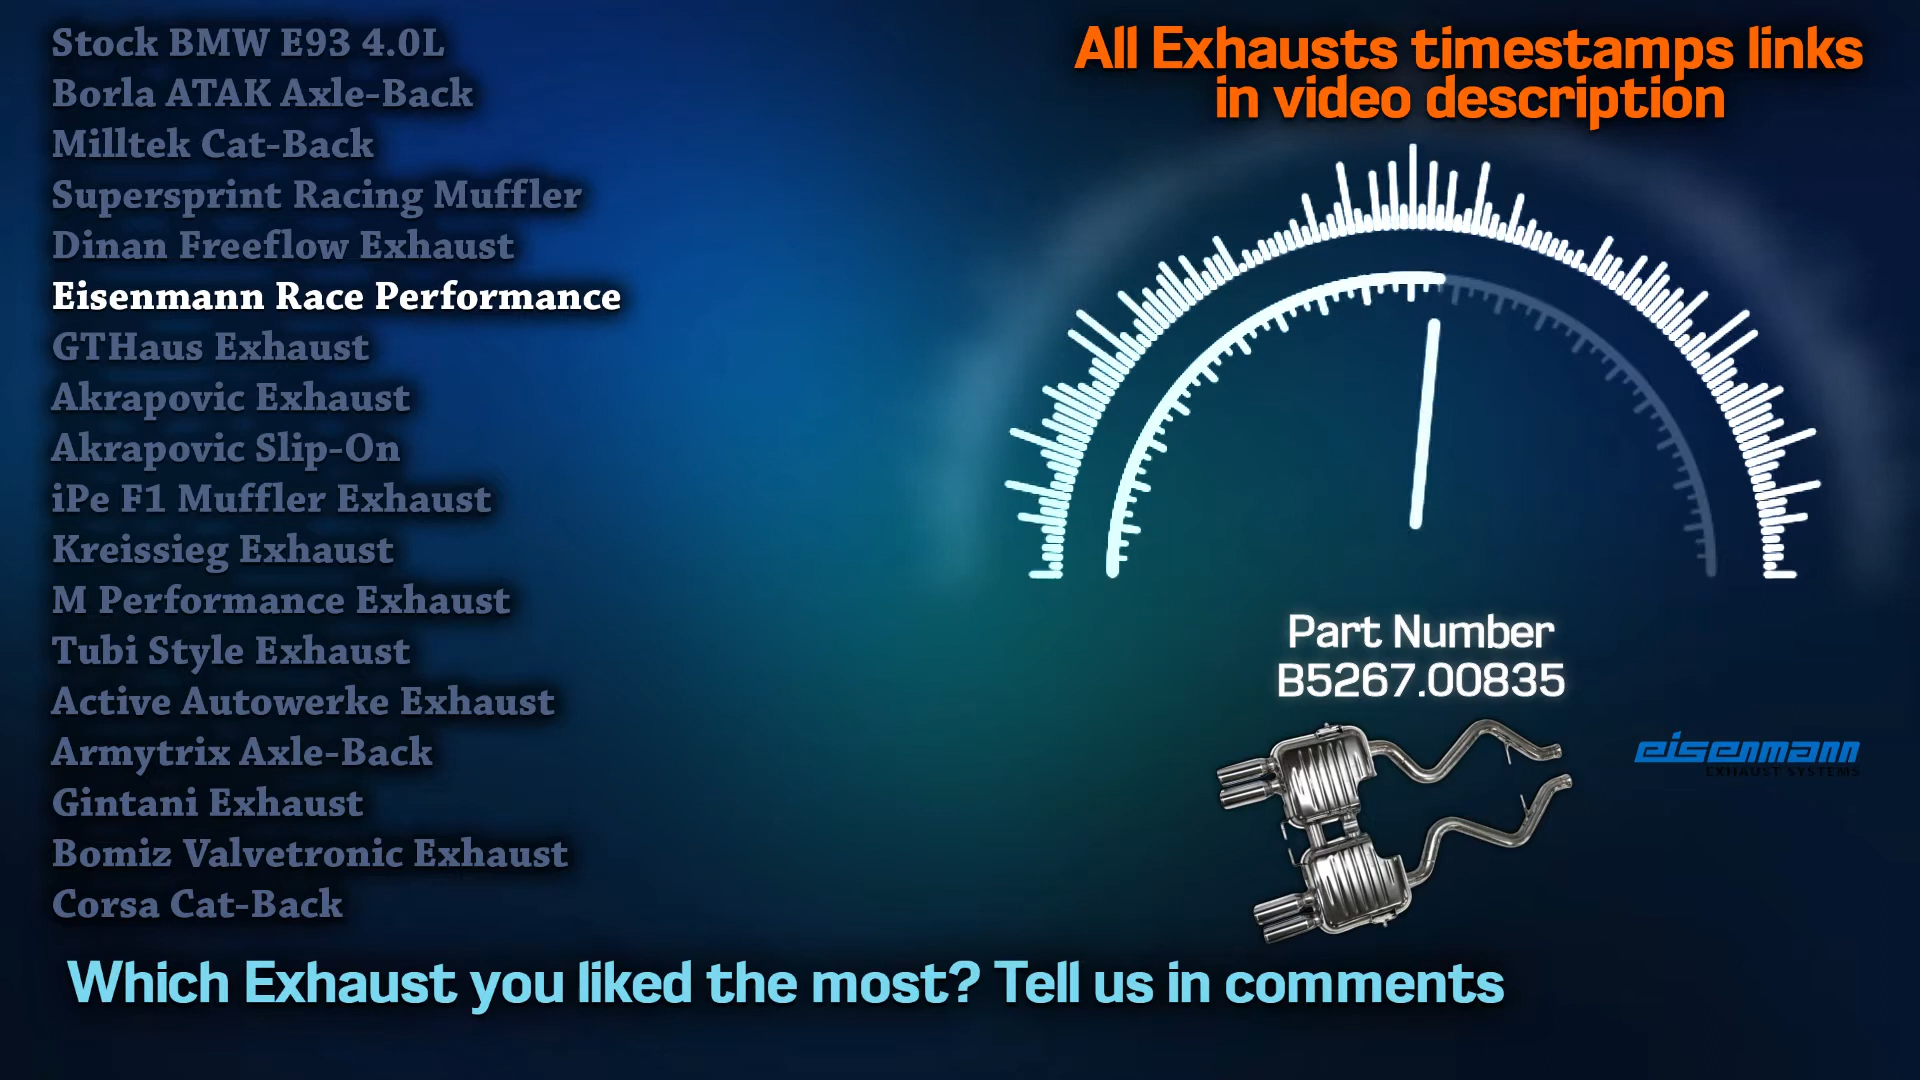 Stock BMW E93 4.0L
Borla ATAK Axle-Back
Milltek Cat-Back
Supersprint Racing Muffler
Dinan Freeflow Exhaust
Eisenmann Race Performance
GTHaus Exhaust
Akrapovic Exhaust
Akrapovic Slip-On
iPe F1 Muffler Exhaust
Kreissieg Exhaust
M Performance Exhaust
Tubi Style Exhaust
Active Autowerke Exhaust
Armytrix Axle-Back
Gintani Exhaust
Bomiz Valvetronic Exhaust
Corsa Cat-Back
All Exhausts timestamps links
in video description
Part Number
B5267.00835
eisenmann
EXHAUST SYSTEMS
Which Exhaust you liked the most? Tell us in comments